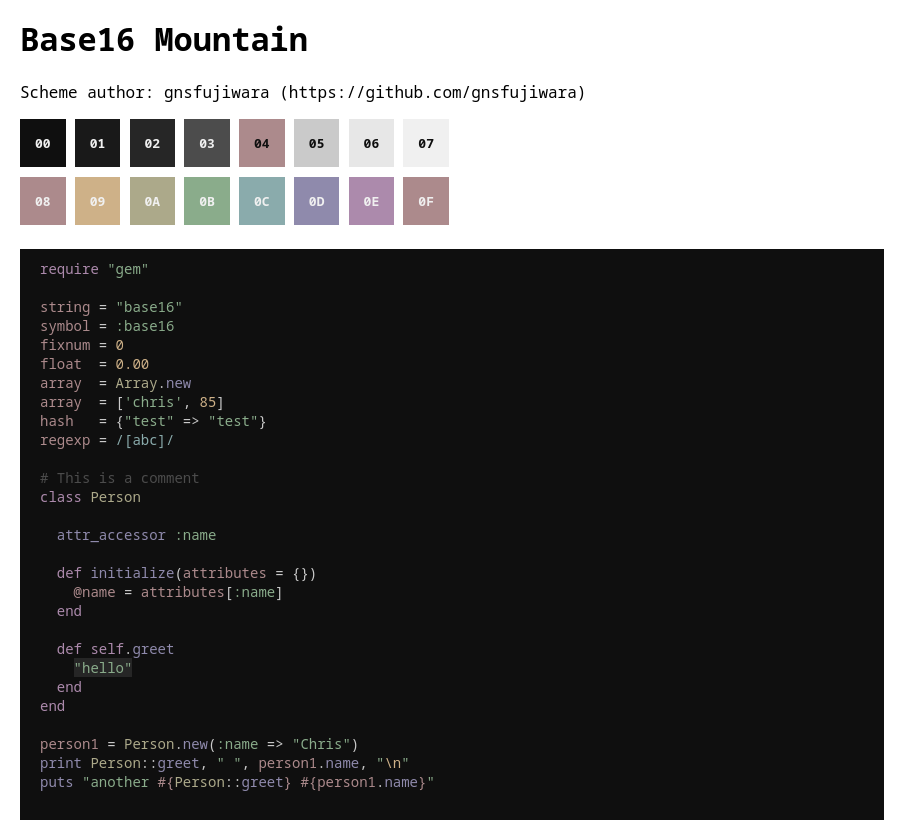 Base16 Mountain
Scheme author: gnsfujiwara (https://github.com/gnsfujiwara)
00 01 02 03 04 05 06 07
08 09 0A 0B 0C 0D 0E 0F
require "gem"

string = "base16"
symbol = :base16
fixnum = 0
float  = 0.00
array  = Array.new
array  = ['chris', 85]
hash   = {"test" => "test"}
regexp = /[abc]/

# This is a comment
class Person

  attr_accessor :name

  def initialize(attributes = {})
    @name = attributes[:name]
  end

  def self.greet
    "hello"
  end
end

person1 = Person.new(:name => "Chris")
print Person::greet, " ", person1.name, "\n"
puts "another #{Person::greet} #{person1.name}"